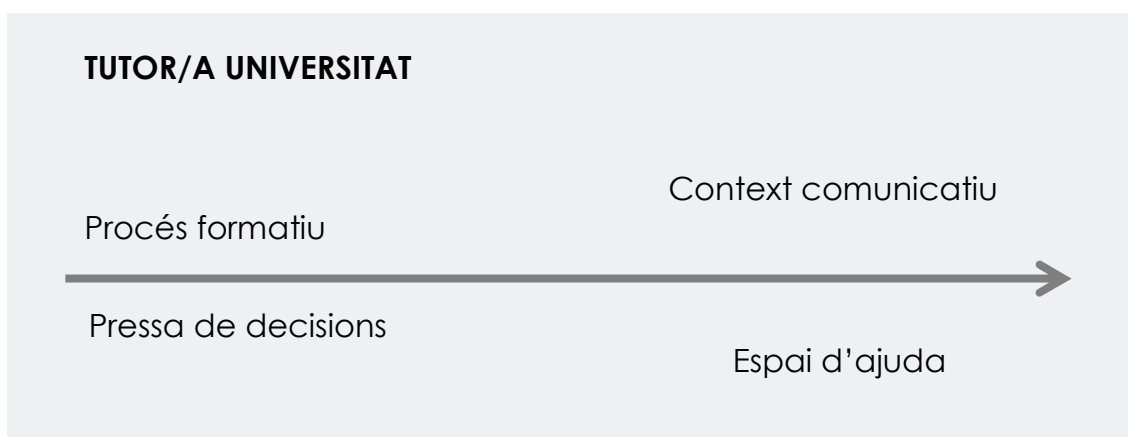 TUTOR/A UNIVERSITAT
Context comunicatiu
Procés formatiu
Pressa de decisions
Espai d’ajuda